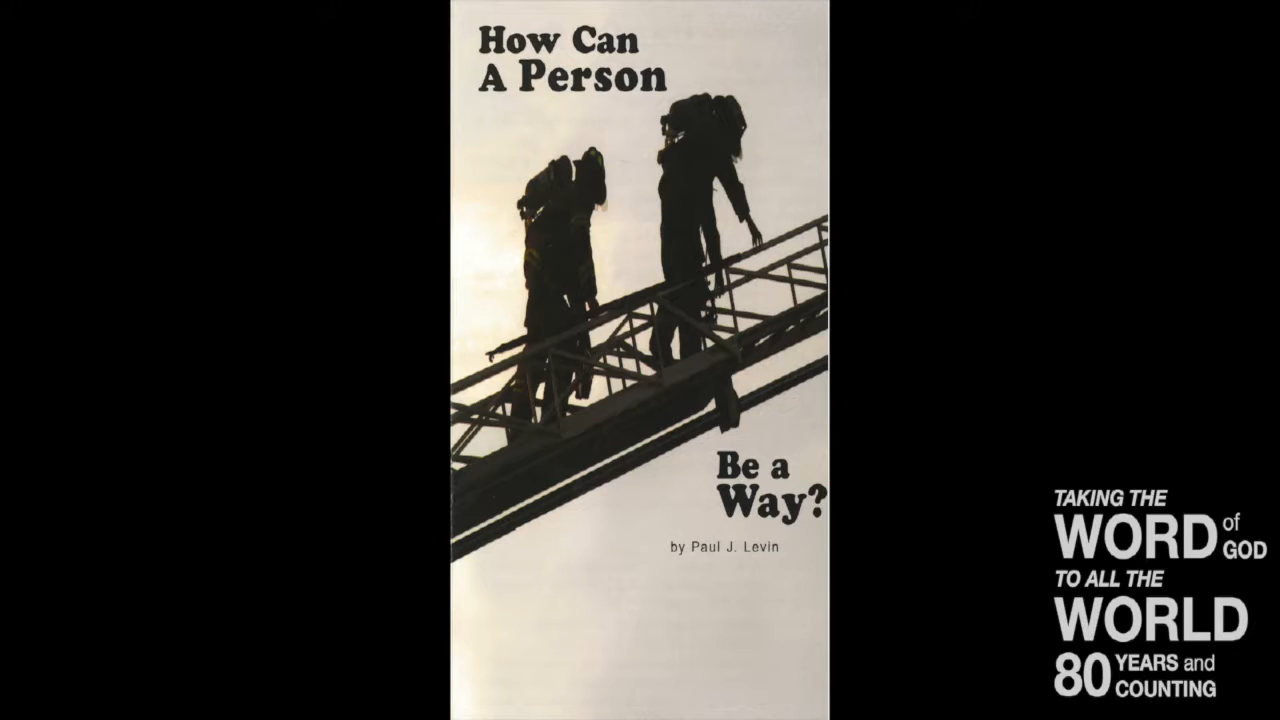 How Can
A Person
Be a
Way?
by Paul J. Levin
TAKING THE
WORD of GOD
TO ALL THE
WORLD
80 YEARS and COUNTING